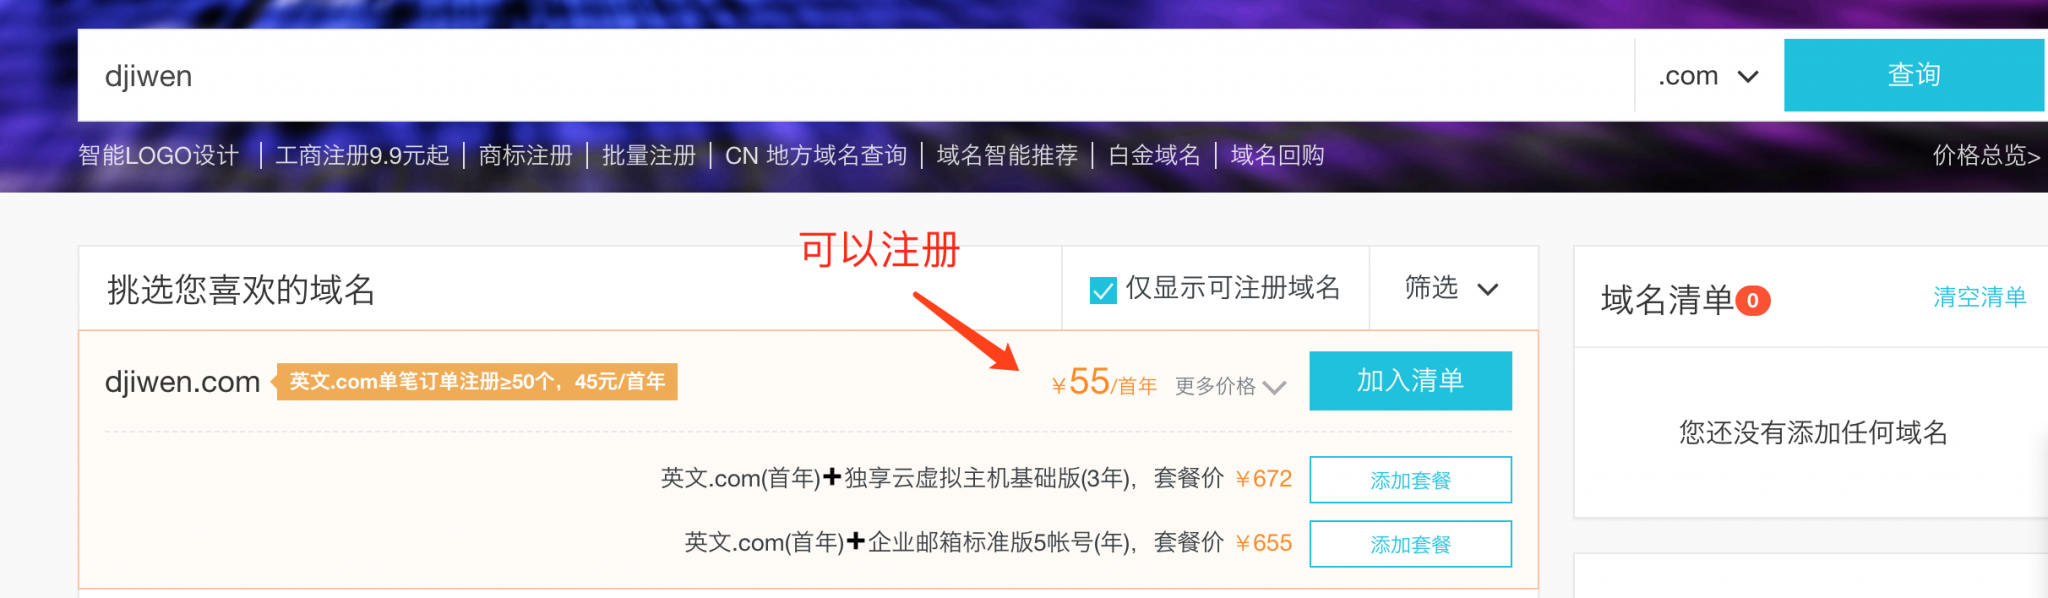 djiwen
.com
查询
智能LOGO设计 | 工商注册9.9元起 | 商标注册 | 批量注册 | CN 地方域名查询 | 域名智能推荐 | 白金域名 | 域名回购
价格总览>
可以注册
挑选您喜欢的域名
仅显示可注册域名
筛选
域名清单 0
清空清单
djiwen.com
英文.com单笔订单注册≥50个，45元/首年
￥55/首年
更多价格
加入清单
您还没有添加任何域名
英文.com(首年)+独享云虚拟主机基础版(3年)，套餐价 ￥672
添加套餐
英文.com(首年)+企业邮箱标准版5帐号(年)，套餐价 ￥655
添加套餐